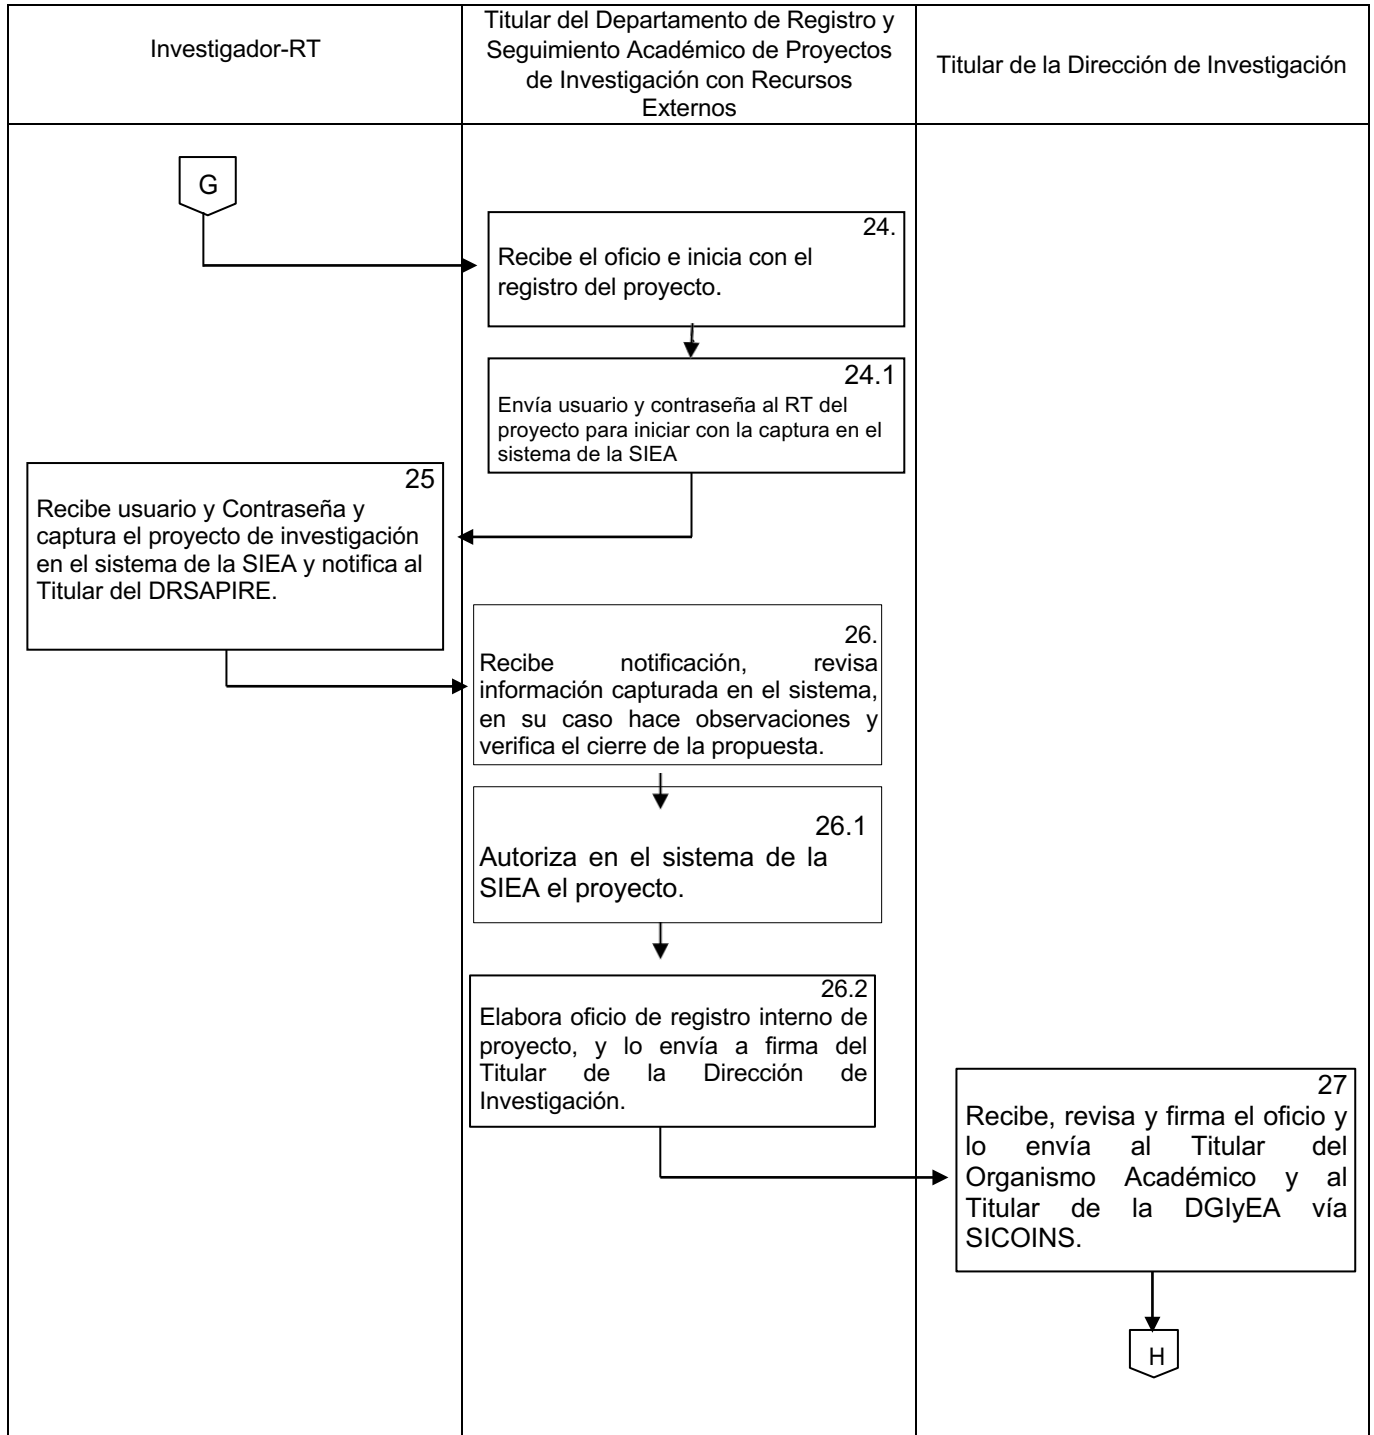 Investigador-RT
Titular del Departamento de Registro y
Seguimiento Académico de Proyectos
de Investigación con Recursos
Externos
Titular de la Dirección de Investigación
G
24.
Recibe el oficio e inicia con el
registro del proyecto.
24.1
Envía usuario y contraseña al RT del
proyecto para iniciar con la captura en el
sistema de la SIEA
25
Recibe usuario y Contraseña y
captura el proyecto de investigación
en el sistema de la SIEA y notifica al
Titular del DRSAPIRE.
26.
Recibe notificación, revisa
información capturada en el sistema,
en su caso hace observaciones y
verifica el cierre de la propuesta.
26.1
Autoriza en el sistema de la
SIEA el proyecto.
26.2
Elabora oficio de registro interno de
proyecto, y lo envía a firma del
Titular de la Dirección de
Investigación.
27
Recibe, revisa y firma el oficio y
lo envía al Titular del
Organismo Académico y al
Titular de la DGIyEA vía
SICOINS.
H